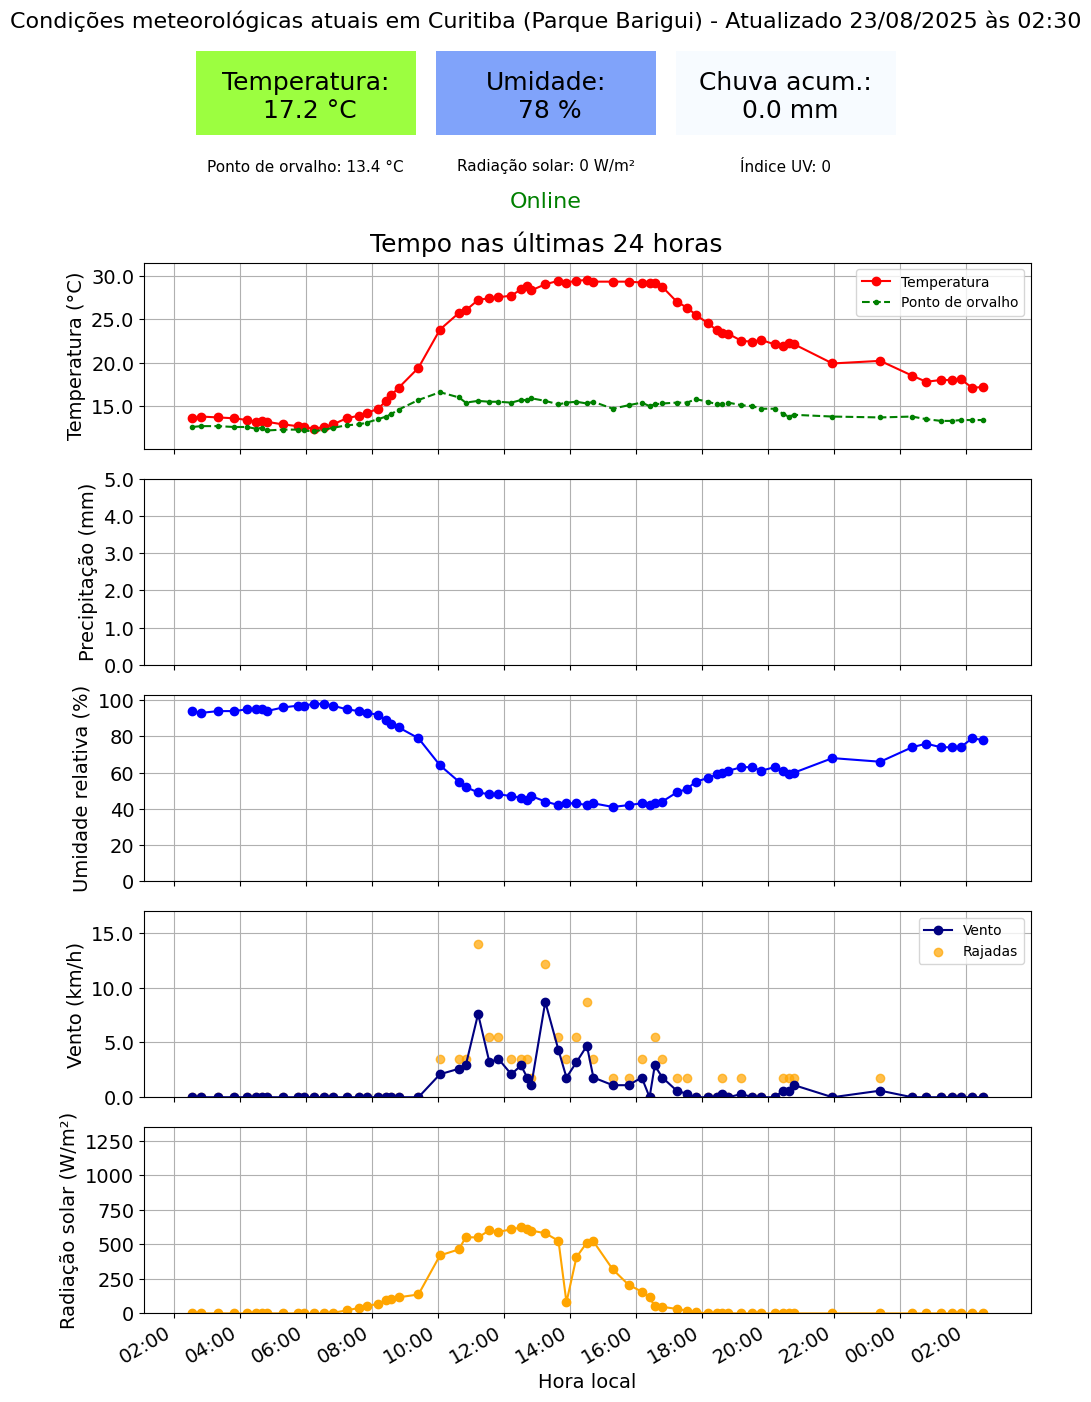 Condições meteorológicas atuais em Curitiba (Parque Barigui) - Atualizado 23/08/2025 às 02:30
Temperatura:
17.2 °C
Umidade:
78 %
Chuva acum.:
0.0 mm
Ponto de orvalho: 13.4 °C
Radiação solar: 0 W/m²
Índice UV: 0
Online
Tempo nas últimas 24 horas
Temperatura (°C)
30.0
25.0
20.0
15.0
Temperatura
Ponto de orvalho
Precipitação (mm)
5.0
4.0
3.0
2.0
1.0
0.0
Umidade relativa (%)
100
80
60
40
20
0
Vento (km/h)
15.0
10.0
5.0
0.0
Vento
Rajadas
Radiação solar (W/m²)
1250
1000
750
500
250
0
02:00 04:00 06:00 08:00 10:00 12:00 14:00 16:00 18:00 20:00 22:00 00:00 02:00
Hora local